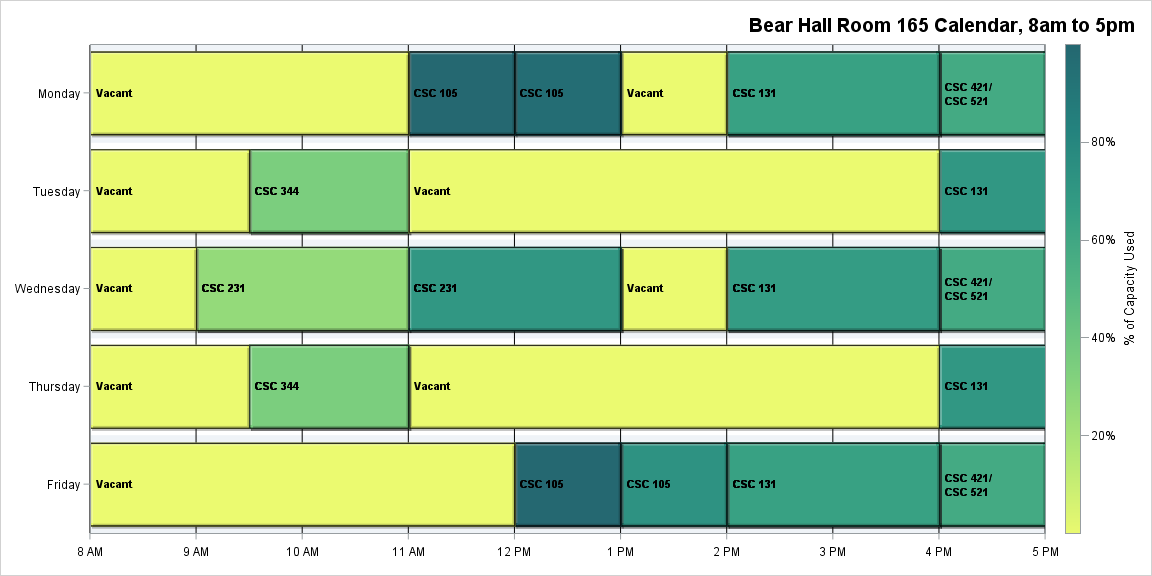 Bear Hall Room 165 Calendar, 8am to 5pm
Monday
Vacant
CSC 105
CSC 105
Vacant
CSC 131
CSC 421/
CSC 521
Tuesday
Vacant
CSC 344
Vacant
CSC 131
Wednesday
Vacant
CSC 231
CSC 231
Vacant
CSC 131
CSC 421/
CSC 521
Thursday
Vacant
CSC 344
Vacant
CSC 131
Friday
Vacant
CSC 105
CSC 105
CSC 131
CSC 421/
CSC 521
8 AM
9 AM
10 AM
11 AM
12 PM
1 PM
2 PM
3 PM
4 PM
5 PM
80%
60%
40%
20%
% of Capacity Used